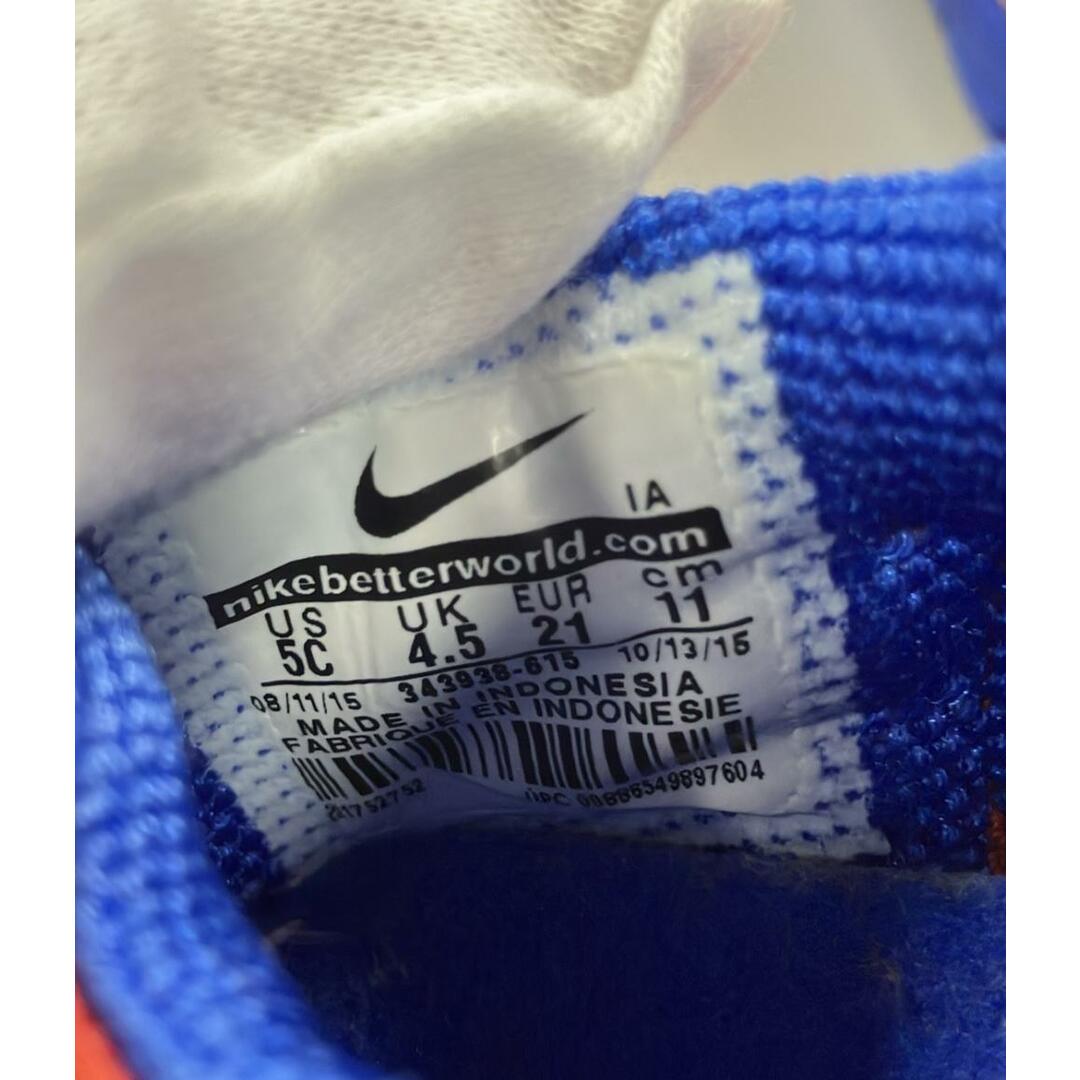 IA
nikebetterworld.com
US UK EUR cm
5C 4.5 21 11
08/11/15 343938-615 10/13/15
MADE IN INDONESIA
FABRIQUE EN INDONESIE
UPC 00886549897604